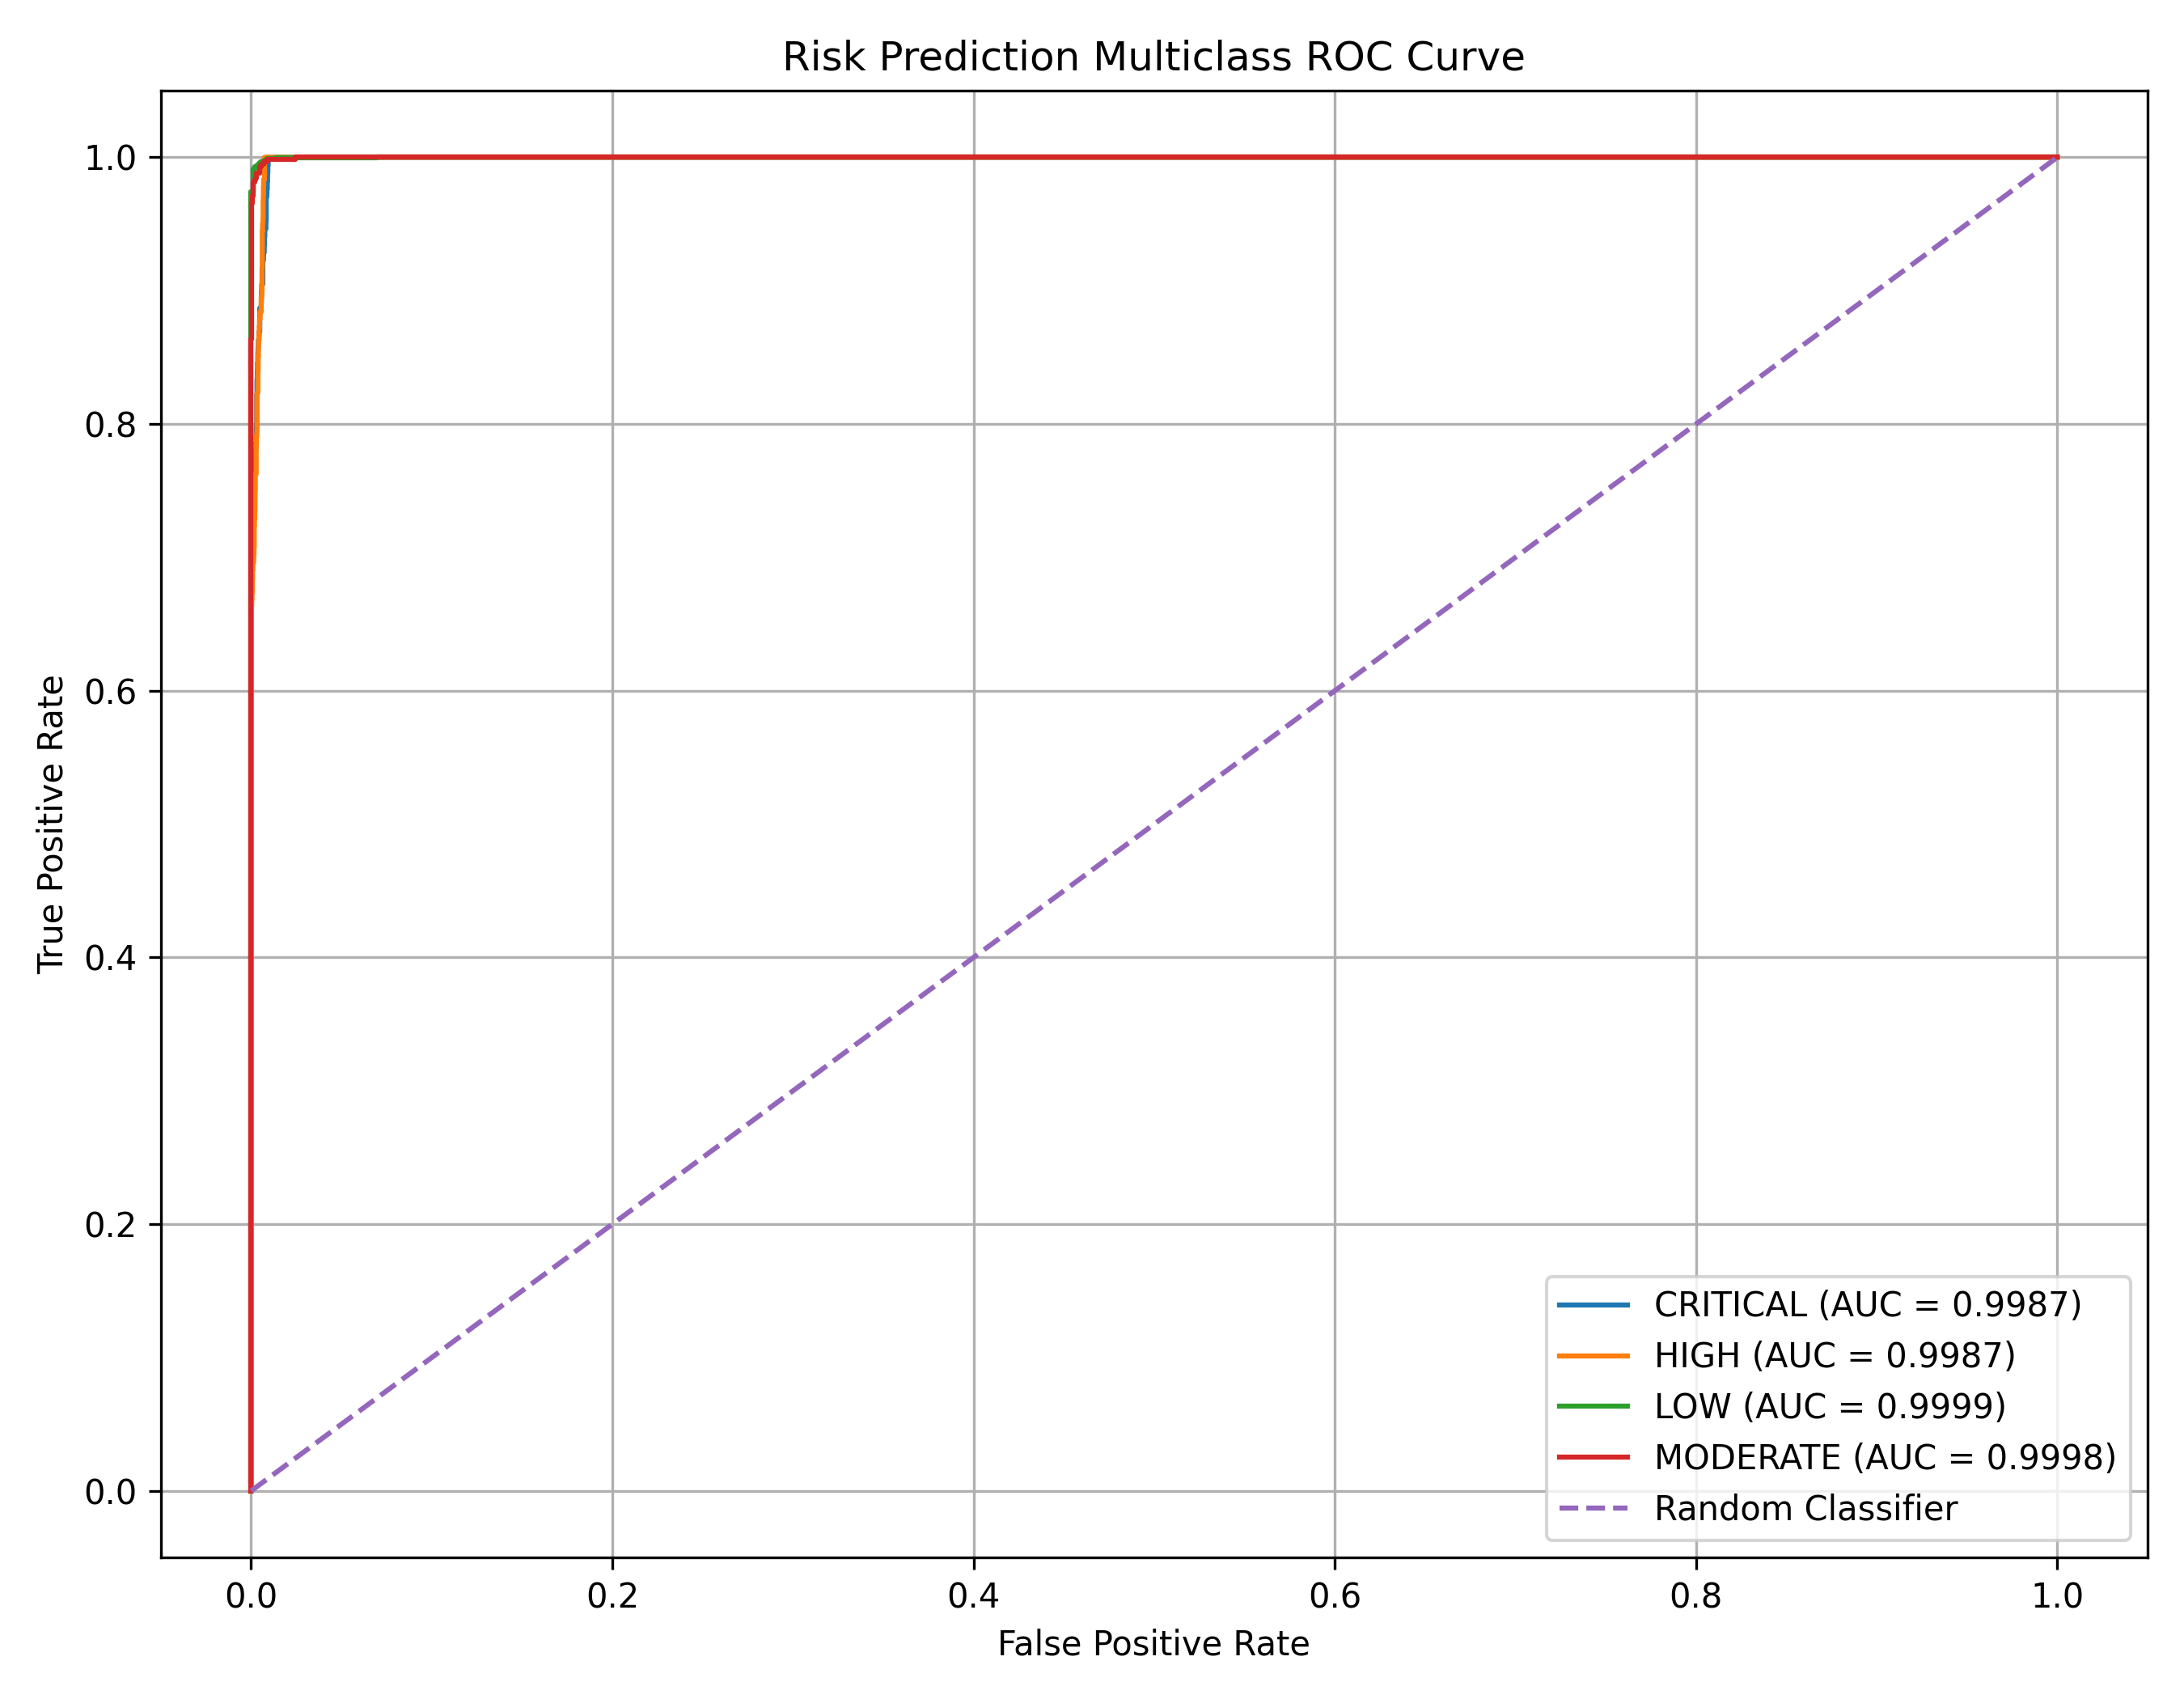 Risk Prediction Multiclass ROC Curve
True Positive Rate
1.0
0.8
0.6
0.4
0.2
0.0
CRITICAL (AUC = 0.9987)
HIGH (AUC = 0.9987)
LOW (AUC = 0.9999)
MODERATE (AUC = 0.9998)
Random Classifier
0.0 0.2 0.4 0.6 0.8 1.0
False Positive Rate